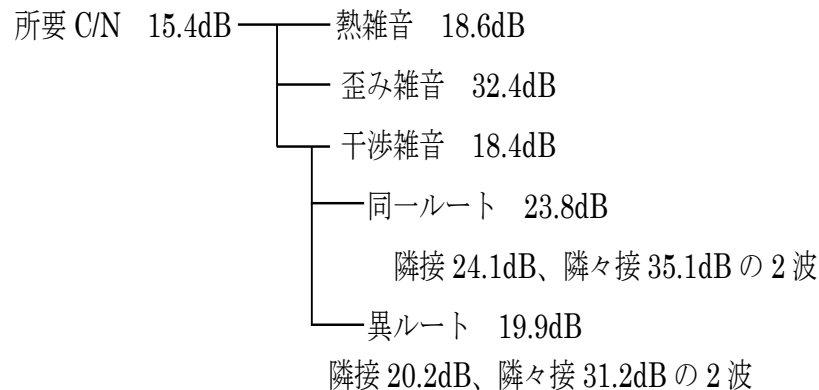 所要 C/N 15.4dB 熱雑音 18.6dB
歪み雑音 32.4dB
干渉雑音 18.4dB
同一ルート 23.8dB
隣接 24.1dB、隣々接 35.1dB の 2 波
異ルート 19.9dB
隣接 20.2dB、隣々接 31.2dB の 2 波